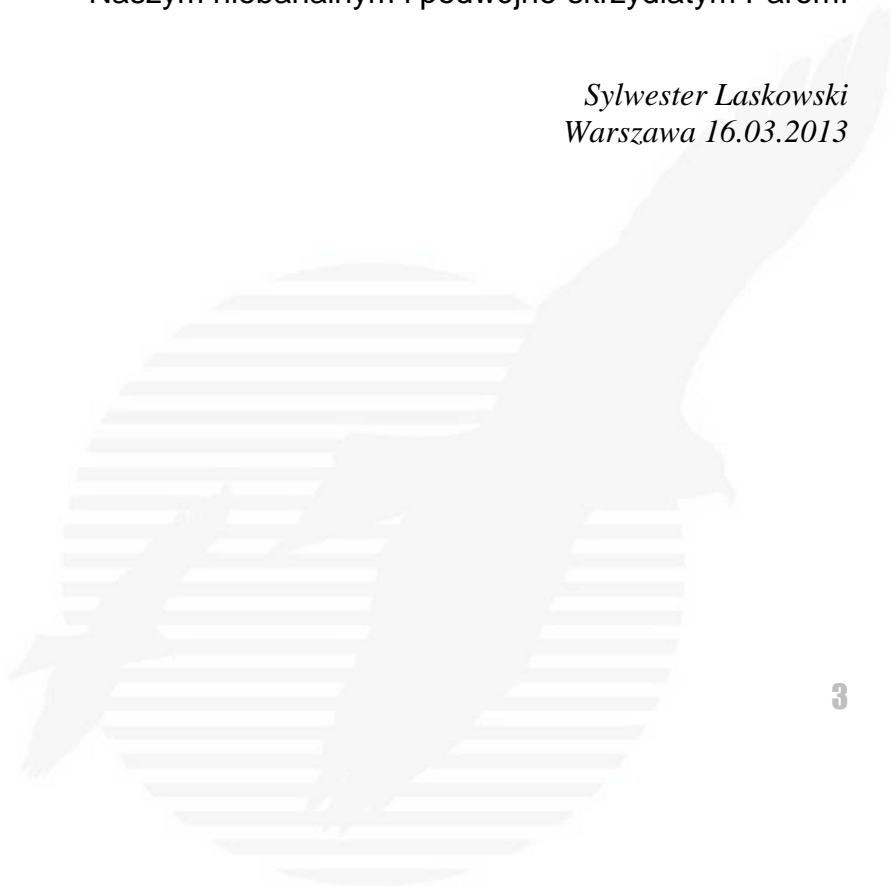 Naszym niebanalnym i podwójnie skrzydlatym Parom.
Sylwester Laskowski
Warszawa 16.03.2013
3